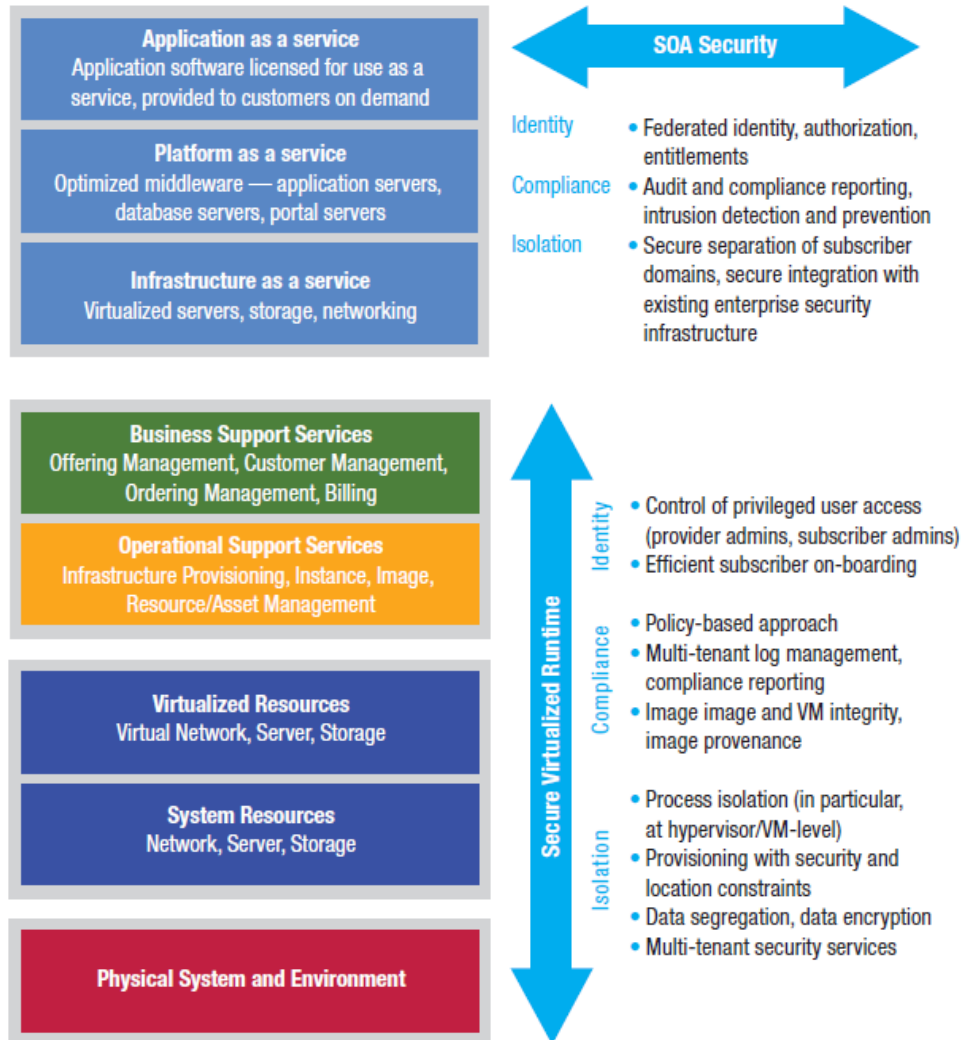 Application as a service
Application software licensed for use as a
service, provided to customers on demand
Platform as a service
Optimized middleware — application servers,
database servers, portal servers
Infrastructure as a service
Virtualized servers, storage, networking
SOA Security
Identity
• Federated identity, authorization,
entitlements
Compliance
• Audit and compliance reporting,
intrusion detection and prevention
Isolation
• Secure separation of subscriber
domains, secure integration with
existing enterprise security
infrastructure
Business Support Services
Offering Management, Customer Management,
Ordering Management, Billing
Operational Support Services
Infrastructure Provisioning, Instance, Image,
Resource/Asset Management
Virtualized Resources
Virtual Network, Server, Storage
System Resources
Network, Server, Storage
Physical System and Environment
Secure Virtualized Runtime
Identity
• Control of privileged user access
(provider admins, subscriber admins)
• Efficient subscriber on-boarding
Compliance
• Policy-based approach
• Multi-tenant log management,
compliance reporting
• Image image and VM integrity,
image provenance
Isolation
• Process isolation (in particular,
at hypervisor/VM-level)
• Provisioning with security and
location constraints
• Data segregation, data encryption
• Multi-tenant security services